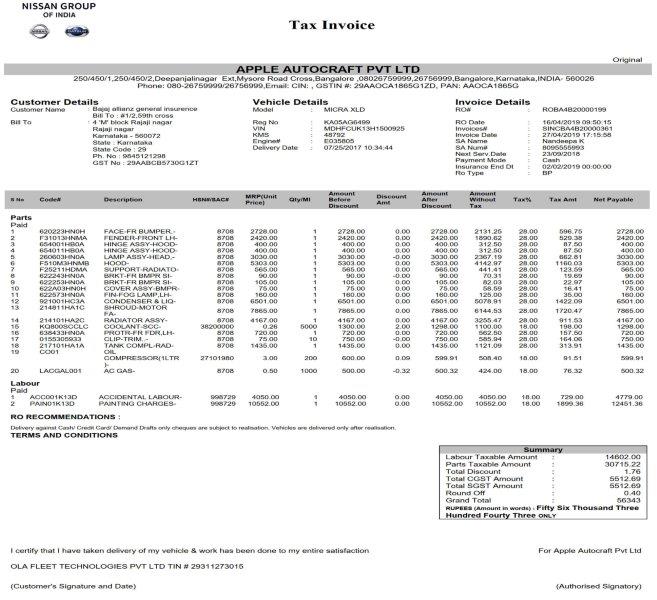 NISSAN GROUP
OF INDIA
Tax Invoice
Original
APPLE AUTOCRAFT PVT LTD
250/450/1,250/450/2,Deepanjalinagar Ext,Mysore Road Cross,Bangalore ,08026759999,26756999,Bangalore,Karnataka,INDIA- 560026
Phone: 080-26759999/26756999,Email: CIN: , GSTIN #: 29AAOCA1865G1ZD, PAN: AAOCA1865G
Customer Details Vehicle Details Invoice Details
Customer Name : Bajaj allianz general insurence Model : MICRA XLD RO# : ROBA4B20000199
Bill To : #1/2,59th cross
Bill To : 4 'M' block Rajaji nagar Reg No : KA05AG6499 RO Date : 16/04/2019 09:50:15
Rajaji nagar VIN : MDHFCUK13H1500925 Invoices# : SINCBA4B20000361
Karnataka - 560072 KMS : 48792 Invoice Date : 27/04/2019 17:15:58
State : Karnataka Engine# : E035805 SA Name : Nandeepa K
State Code : 29 Delivery Date : 07/25/2017 10:34:44 SA Num# : 8095555993
Ph. No : 9845121298 Next Serv.Date : 23/09/2018
GST No : 29AABCB5730G1ZT Payment Mode : Cash
Insurance End Dt : 02/02/2019 00:00:00
Ro Type : BP
S No Code# Description HSN#/SAC# MRP(Unit Price) Qty/Ml Amount Before Discount Discount Amt Amount After Discount Amount Without Tax Tax% Tax Amt Net Payable
Parts
Paid
1 620223HN0H FACE-FR BUMPER,- 8708 2728.00 1 2728.00 0.00 2728.00 2131.25 28.00 596.75 2728.00
2 F31013HNMA FENDER-FRONT LH- 8708 2420.00 1 2420.00 0.00 2420.00 1890.62 28.00 529.38 2420.00
3 654001HB0A HINGE ASSY-HOOD- 8708 400.00 1 400.00 0.00 400.00 312.50 28.00 87.50 400.00
4 654011HB0A HINGE ASSY-HOOD- 8708 400.00 1 400.00 0.00 400.00 312.50 28.00 87.50 400.00
5 260603HN0A LAMP ASSY-HEAD,- 8708 3030.00 1 3030.00 -0.00 3030.00 2367.19 28.00 662.81 3030.00
6 F510M3HNMB HOOD- 8708 5303.00 1 5303.00 0.00 5303.00 4142.97 28.00 1160.03 5303.00
7 F25211HDMA SUPPORT-RADIATO- 8708 565.00 1 565.00 0.00 565.00 441.41 28.00 123.59 565.00
8 622243HN0A BRKT-FR BMPR SI- 8708 90.00 1 90.00 -0.00 90.00 70.31 28.00 19.69 90.00
9 622253HN0A BRKT-FR BMPR SI- 8708 105.00 1 105.00 0.00 105.00 82.03 28.00 22.97 105.00
10 622A03HN0H COVER ASSY-BMPR- 8708 75.00 1 75.00 0.00 75.00 58.59 28.00 16.41 75.00
11 622573HN0A FIN-FOG LAMP,LH- 8708 160.00 1 160.00 0.00 160.00 125.00 28.00 35.00 160.00
12 921001HC3A CONDENSER & LIQ- 8708 6501.00 1 6501.00 0.00 6501.00 5078.91 28.00 1422.09 6501.00
13 214811HA1C SHROUD-MOTOR FA- 8708 7865.00 1 7865.00 0.00 7865.00 6144.53 28.00 1720.47 7865.00
14 214101HA2C RADIATOR ASSY- 8708 4167.00 1 4167.00 0.00 4167.00 3255.47 28.00 911.53 4167.00
15 COOLANT-SCC- 38200000 0.26 5000 1300.00 2.00 1298.00 1100.00 18.00 198.00 1298.00
16 638433HN0A PROTR-FR FDR,LH- 8708 720.00 1 720.00 0.00 720.00 562.50 28.00 157.50 720.00
17 0155305933 CLIP-TRIM..- 8708 75.00 10 750.00 -0.00 750.00 585.94 28.00 164.06 750.00
18 217101HA1A TANK COMPL-RAD- 8708 1435.00 1 1435.00 0.00 1435.00 1121.09 28.00 313.91 1435.00
19 CO01 OIL COMPRESSOR(1LTR)- 27101980 3.00 200 600.00 0.09 599.91 508.40 18.00 91.51 599.91
20 LACGAL001 AC GAS- 8708 0.50 1000 500.00 -0.32 500.32 424.00 18.00 76.32 500.32
Labour
Paid
1 ACC001K13D ACCIDENTAL LABOUR- 998729 4050.00 1 4050.00 0.00 4050.00 4050.00 18.00 729.00 4779.00
2 PAIN01K13D PAINTING CHARGES- 998729 10552.00 1 10552.00 0.00 10552.00 10552.00 18.00 1899.36 12451.36
RO RECOMMENDATIONS :
Delivery against Cash/ Credit Card/ Demand Drafts only cheques are subject to realisation. Vehicles are delivered only after realisation.
TERMS AND CONDITIONS
Summary
Labour Taxable Amount : 14602.00
Parts Taxable Amount : 30715.22
Total Discount : 1.76
Total CGST Amount : 5512.69
Total SGST Amount : 5512.69
Round Off : 0.40
Grand Total : 56343
RUPEES (Amount in words) : Fifty Six Thousand Three
Hundred Fourty Three ONLY
I certify that I have taken delivery of my vehicle & work has been done to my entire satisfaction For Apple Autocraft Pvt Ltd
OLA FLEET TECHNOLOGIES PVT LTD TIN # 29311273015
(Customer's Signature and Date) (Authorised Signatory)